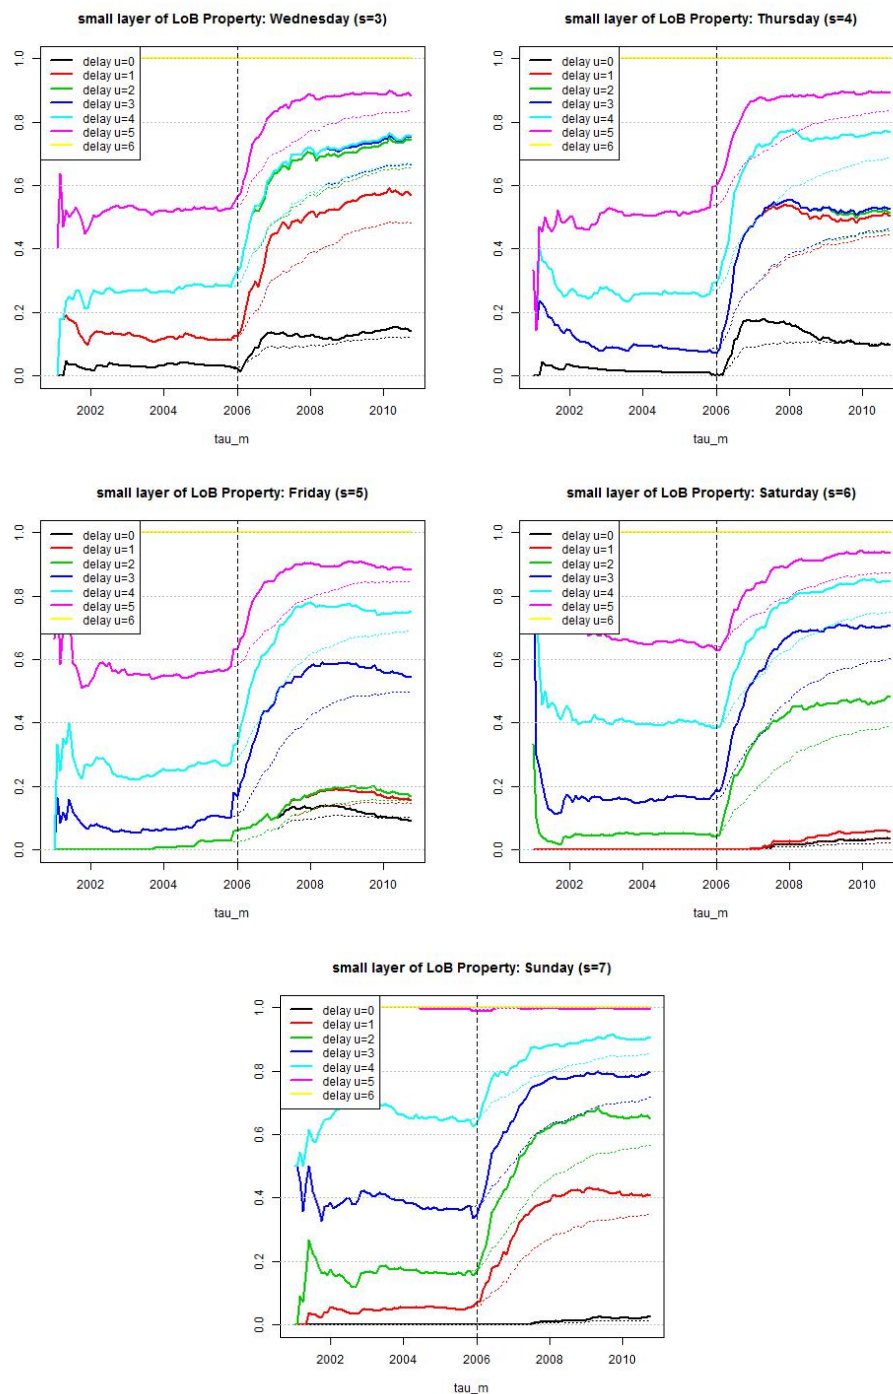 small layer of LoB Property: Wednesday (s=3)
1.0
0.8
0.6
0.4
0.2
0.0
delay u=0
delay u=1
delay u=2
delay u=3
delay u=4
delay u=5
delay u=6
2002 2004 2006 2008 2010
tau_m
small layer of LoB Property: Thursday (s=4)
1.0
0.8
0.6
0.4
0.2
0.0
delay u=0
delay u=1
delay u=2
delay u=3
delay u=4
delay u=5
delay u=6
2002 2004 2006 2008 2010
tau_m
small layer of LoB Property: Friday (s=5)
1.0
0.8
0.6
0.4
0.2
0.0
delay u=0
delay u=1
delay u=2
delay u=3
delay u=4
delay u=5
delay u=6
2002 2004 2006 2008 2010
tau_m
small layer of LoB Property: Saturday (s=6)
1.0
0.8
0.6
0.4
0.2
0.0
delay u=0
delay u=1
delay u=2
delay u=3
delay u=4
delay u=5
delay u=6
2002 2004 2006 2008 2010
tau_m
small layer of LoB Property: Sunday (s=7)
1.0
0.8
0.6
0.4
0.2
0.0
delay u=0
delay u=1
delay u=2
delay u=3
delay u=4
delay u=5
delay u=6
2002 2004 2006 2008 2010
tau_m